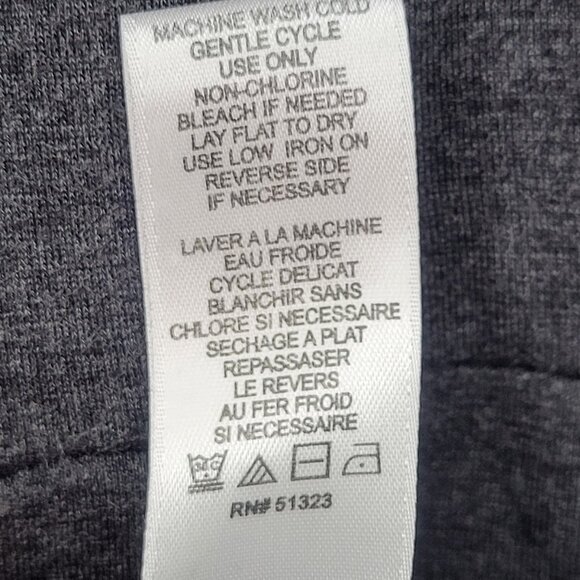 MACHINE WASH COLD
GENTLE CYCLE
USE ONLY
NON-CHLORINE
BLEACH IF NEEDED
LAY FLAT TO DRY
USE LOW IRON ON
REVERSE SIDE
IF NECESSARY
LAVER A LA MACHINE
EAU FROIDE
CYCLE DELICAT
BLANCHIR SANS
CHLORE SI NECESSAIRE
SECHAGE A PLAT
REPASSASER
LE REVERS
AU FER FROID
SI NECESSAIRE
RN# 51323